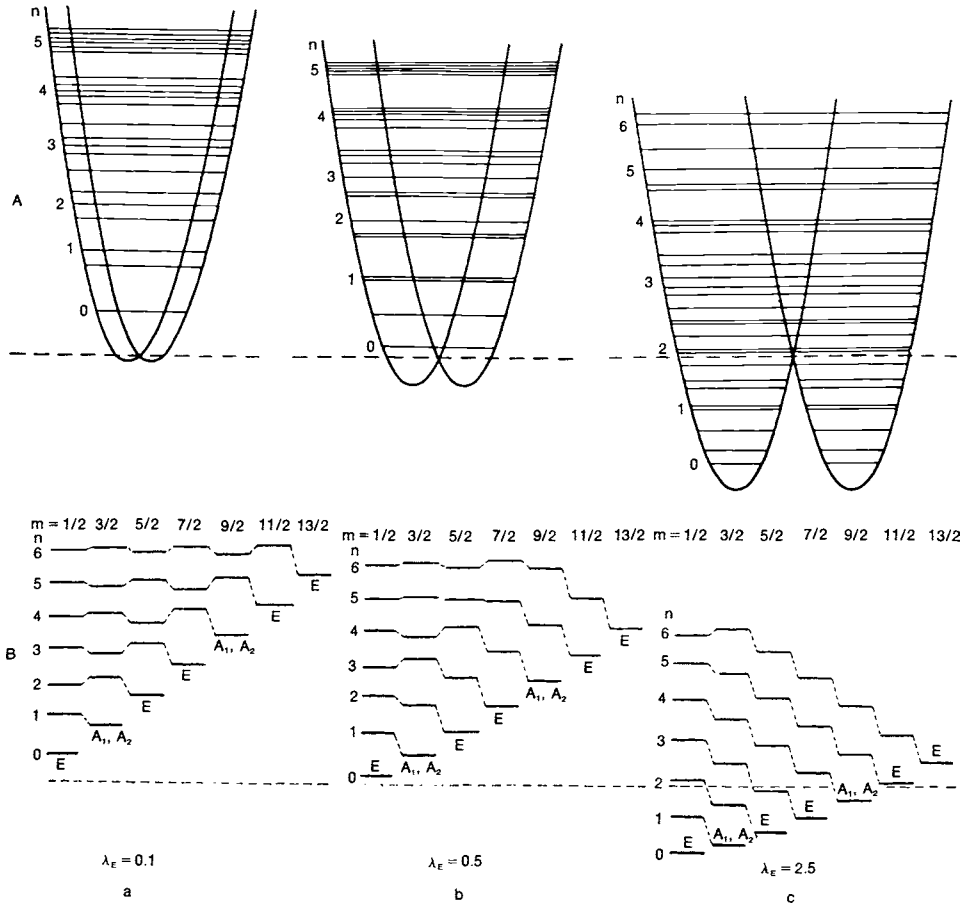 n
5
4
3
2
1
0
A
n
5
4
3
2
1
0
n
6
5
4
3
2
1
0
m = 1/2 3/2 5/2 7/2 9/2 11/2 13/2
n
6
5
4
3
2
1
0
B
E
A₁, A₂
E
E
A₁, A₂
E
E
λ_E = 0.1
a
m = 1/2 3/2 5/2 7/2 9/2 11/2 13/2
n
6
5
4
3
2
1
0
E
A₁, A₂
E
E
A₁, A₂
E
E
λ_E = 0.5
b
m = 1/2 3/2 5/2 7/2 9/2 11/2 13/2
n
6
5
4
3
2
1
0
E
A₁, A₂
E
E
A₁, A₂
E
E
λ_E = 2.5
c